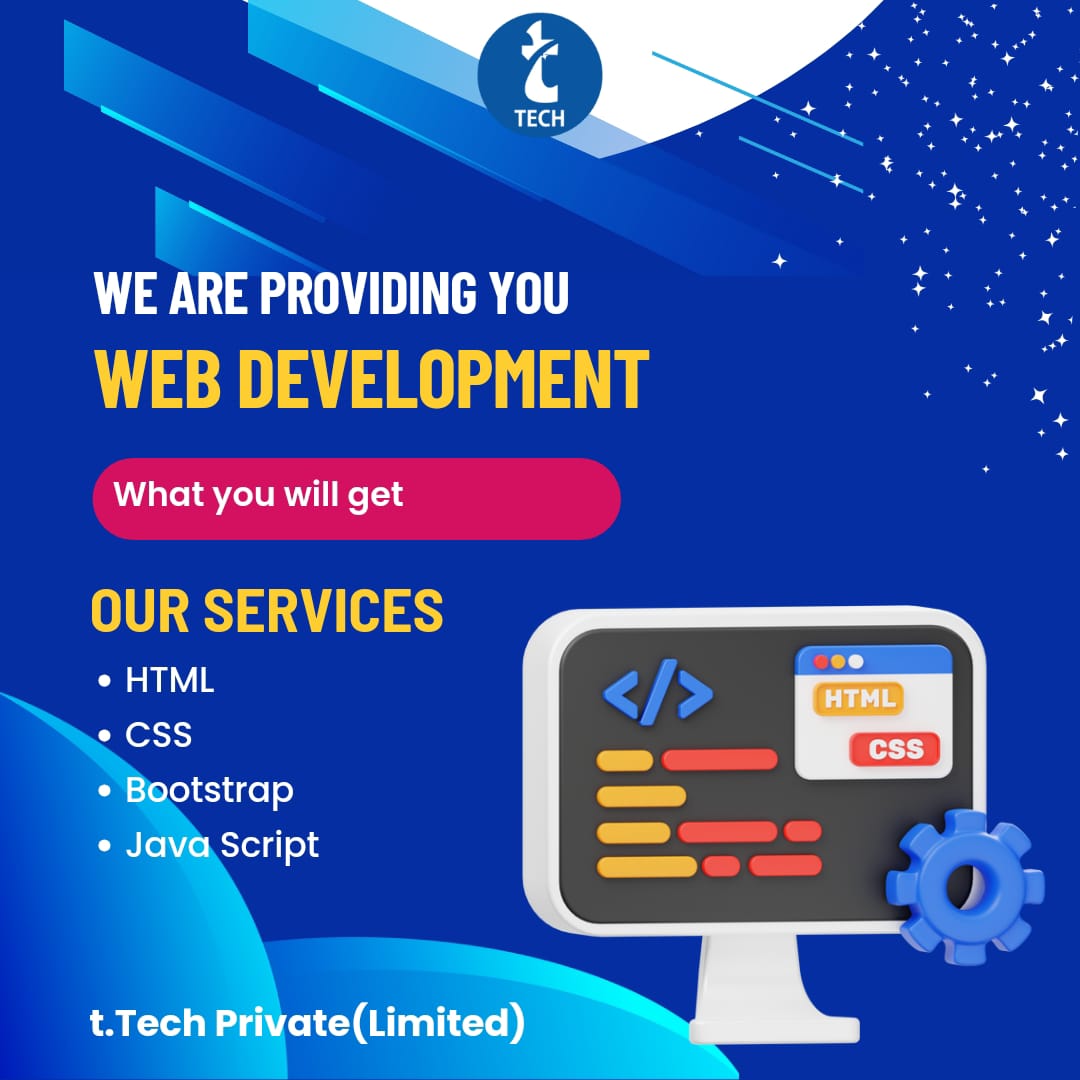 t
TECH
WE ARE PROVIDING YOU
WEB DEVELOPMENT
What you will get
OUR SERVICES
• HTML
• CSS
• Bootstrap
• Java Script
</>
HTML
CSS
t.Tech Private(Limited)